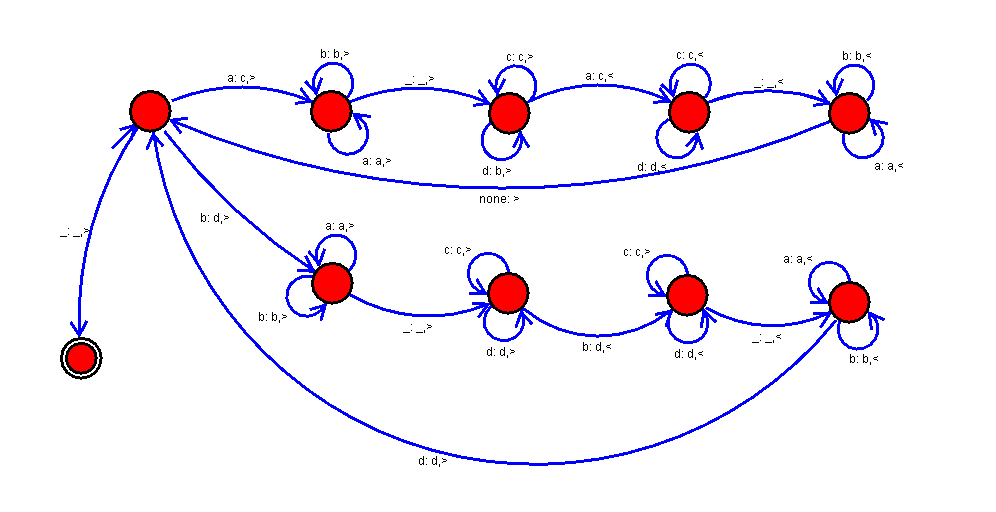 b: b,>
c: c,>
c: c,<
b: b,<
a: c,>
_: _,>
a: c,<
_: _,<
a: a,>
d: b,>
d: d,<
a: a,<
none: >
b: d,>
_: _,>
a: a,>
c: c,>
c: c,>
a: a,<
b: b,>
_: _,>
d: d,>
b: d,<
d: d,<
_: _,<
b: b,<
d: d,>